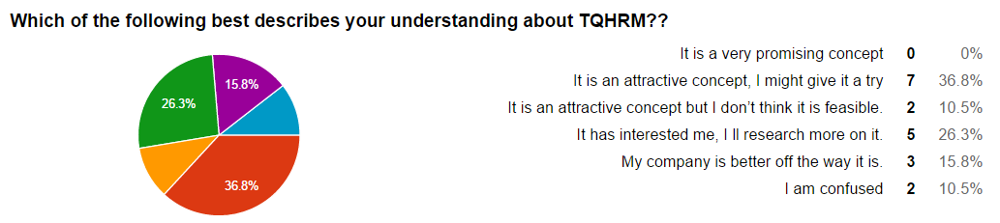 Which of the following best describes your understanding about TQHRM??
It is a very promising concept 0 0%
It is an attractive concept, I might give it a try 7 36.8%
It is an attractive concept but I don't think it is feasible. 2 10.5%
It has interested me, I ll research more on it. 5 26.3%
My company is better off the way it is. 3 15.8%
I am confused 2 10.5%
15.8%
26.3%
36.8%